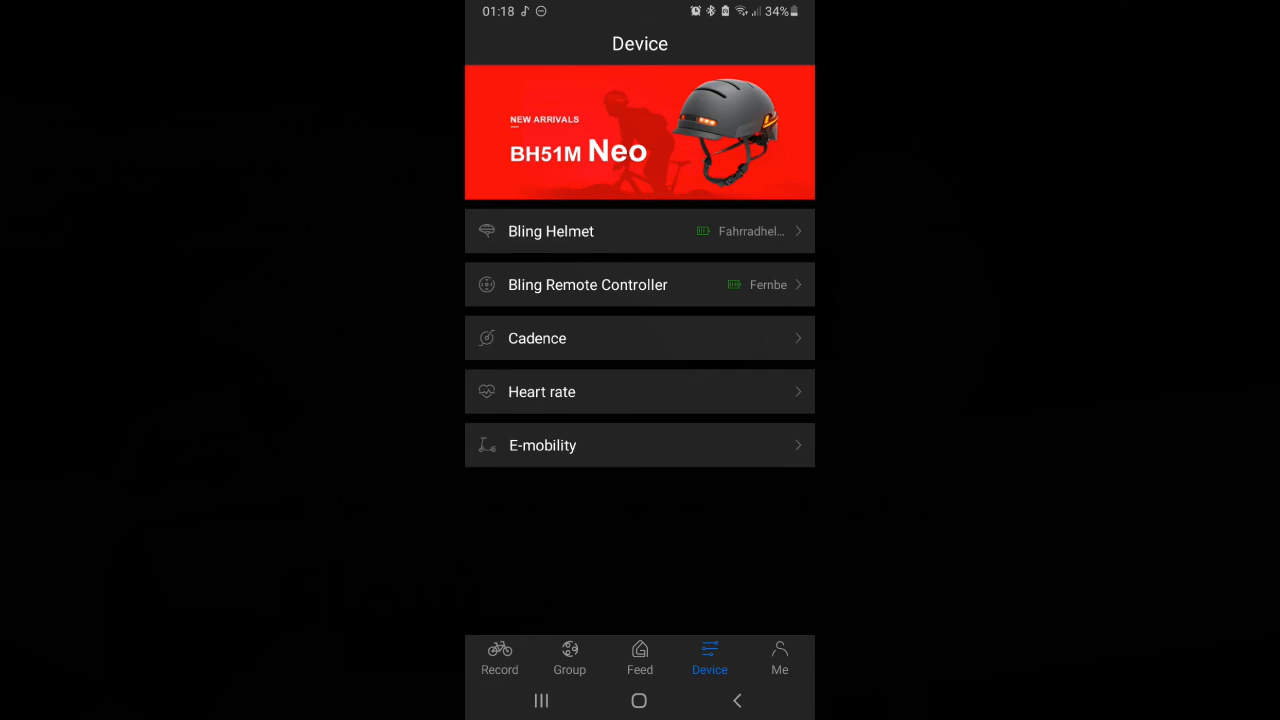 01:18 34%
Device
NEW ARRIVALS
BH51M Neo
Bling Helmet Fahrradhel...
Bling Remote Controller Fernbe
Cadence
Heart rate
E-mobility
Record Group Feed Device Me